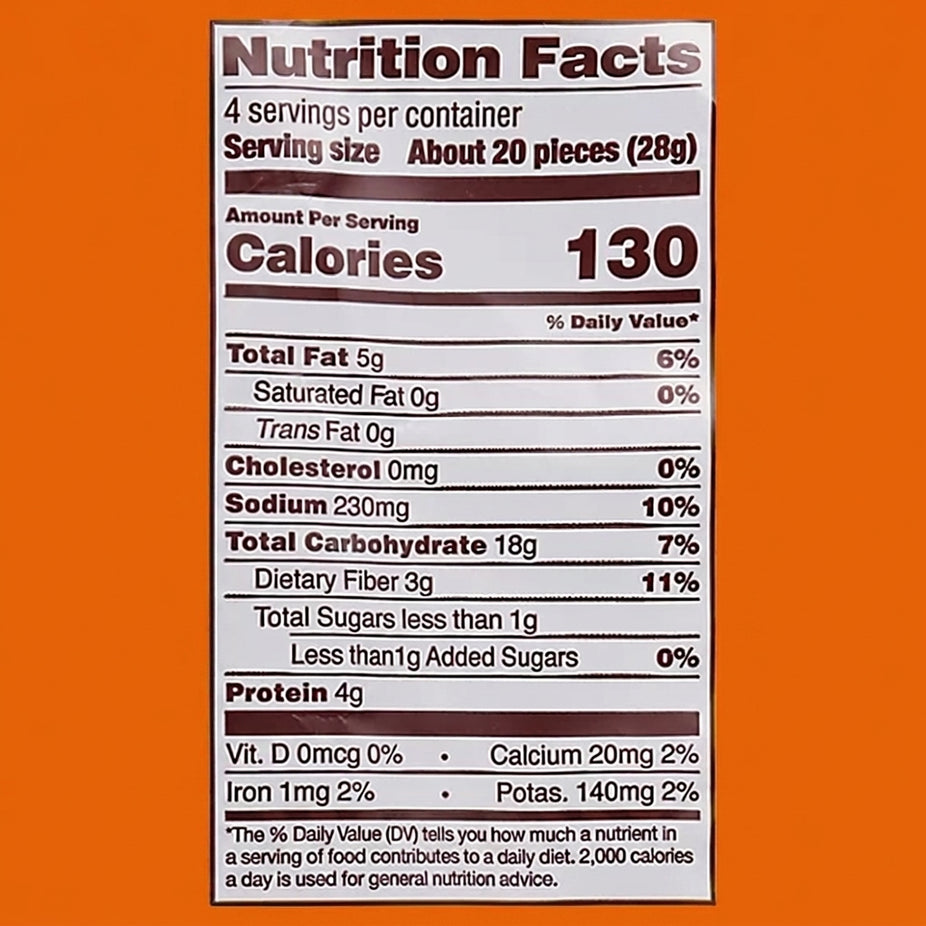 Nutrition Facts
4 servings per container
Serving size About 20 pieces (28g)
Amount Per Serving
Calories 130
% Daily Value*
Total Fat 5g 6%
Saturated Fat 0g 0%
Trans Fat 0g
Cholesterol 0mg 0%
Sodium 230mg 10%
Total Carbohydrate 18g 7%
Dietary Fiber 3g 11%
Total Sugars less than 1g
Less than1g Added Sugars 0%
Protein 4g
Vit. D 0mcg 0% • Calcium 20mg 2%
Iron 1mg 2% • Potas. 140mg 2%
*The % Daily Value (DV) tells you how much a nutrient in
a serving of food contributes to a daily diet. 2,000 calories
a day is used for general nutrition advice.